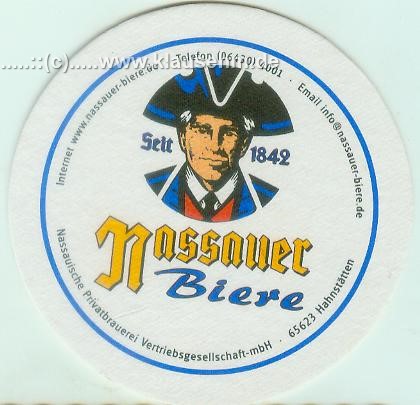 .....::(c).....www.klausehm.de
Internet www.nassauer-biere.de · Telefon (06430) 4001 · Email info@nassauer-biere.de
Seit 1842
Nassauer
Biere
Nassauische Privatbrauerei Vertriebsgesellschaft-mbH · 65623 Hahnstätten